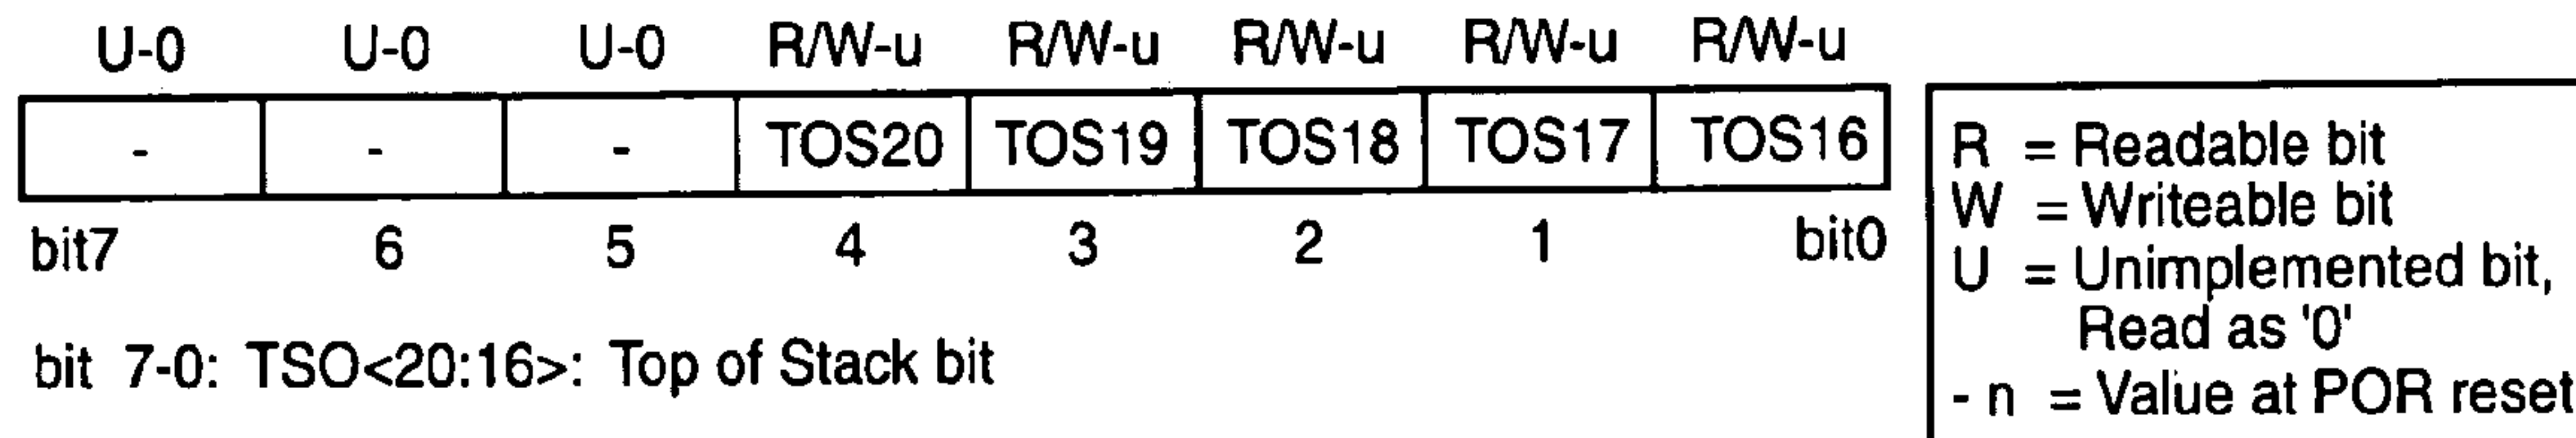 U-0 U-0 U-0 R/W-u R/W-u R/W-u R/W-u R/W-u
- - - TOS20 TOS19 TOS18 TOS17 TOS16
bit7 6 5 4 3 2 1 bit0
bit 7-0: TSO<20:16>: Top of Stack bit
R = Readable bit
W = Writeable bit
U = Unimplemented bit,
Read as '0'
- n = Value at POR reset